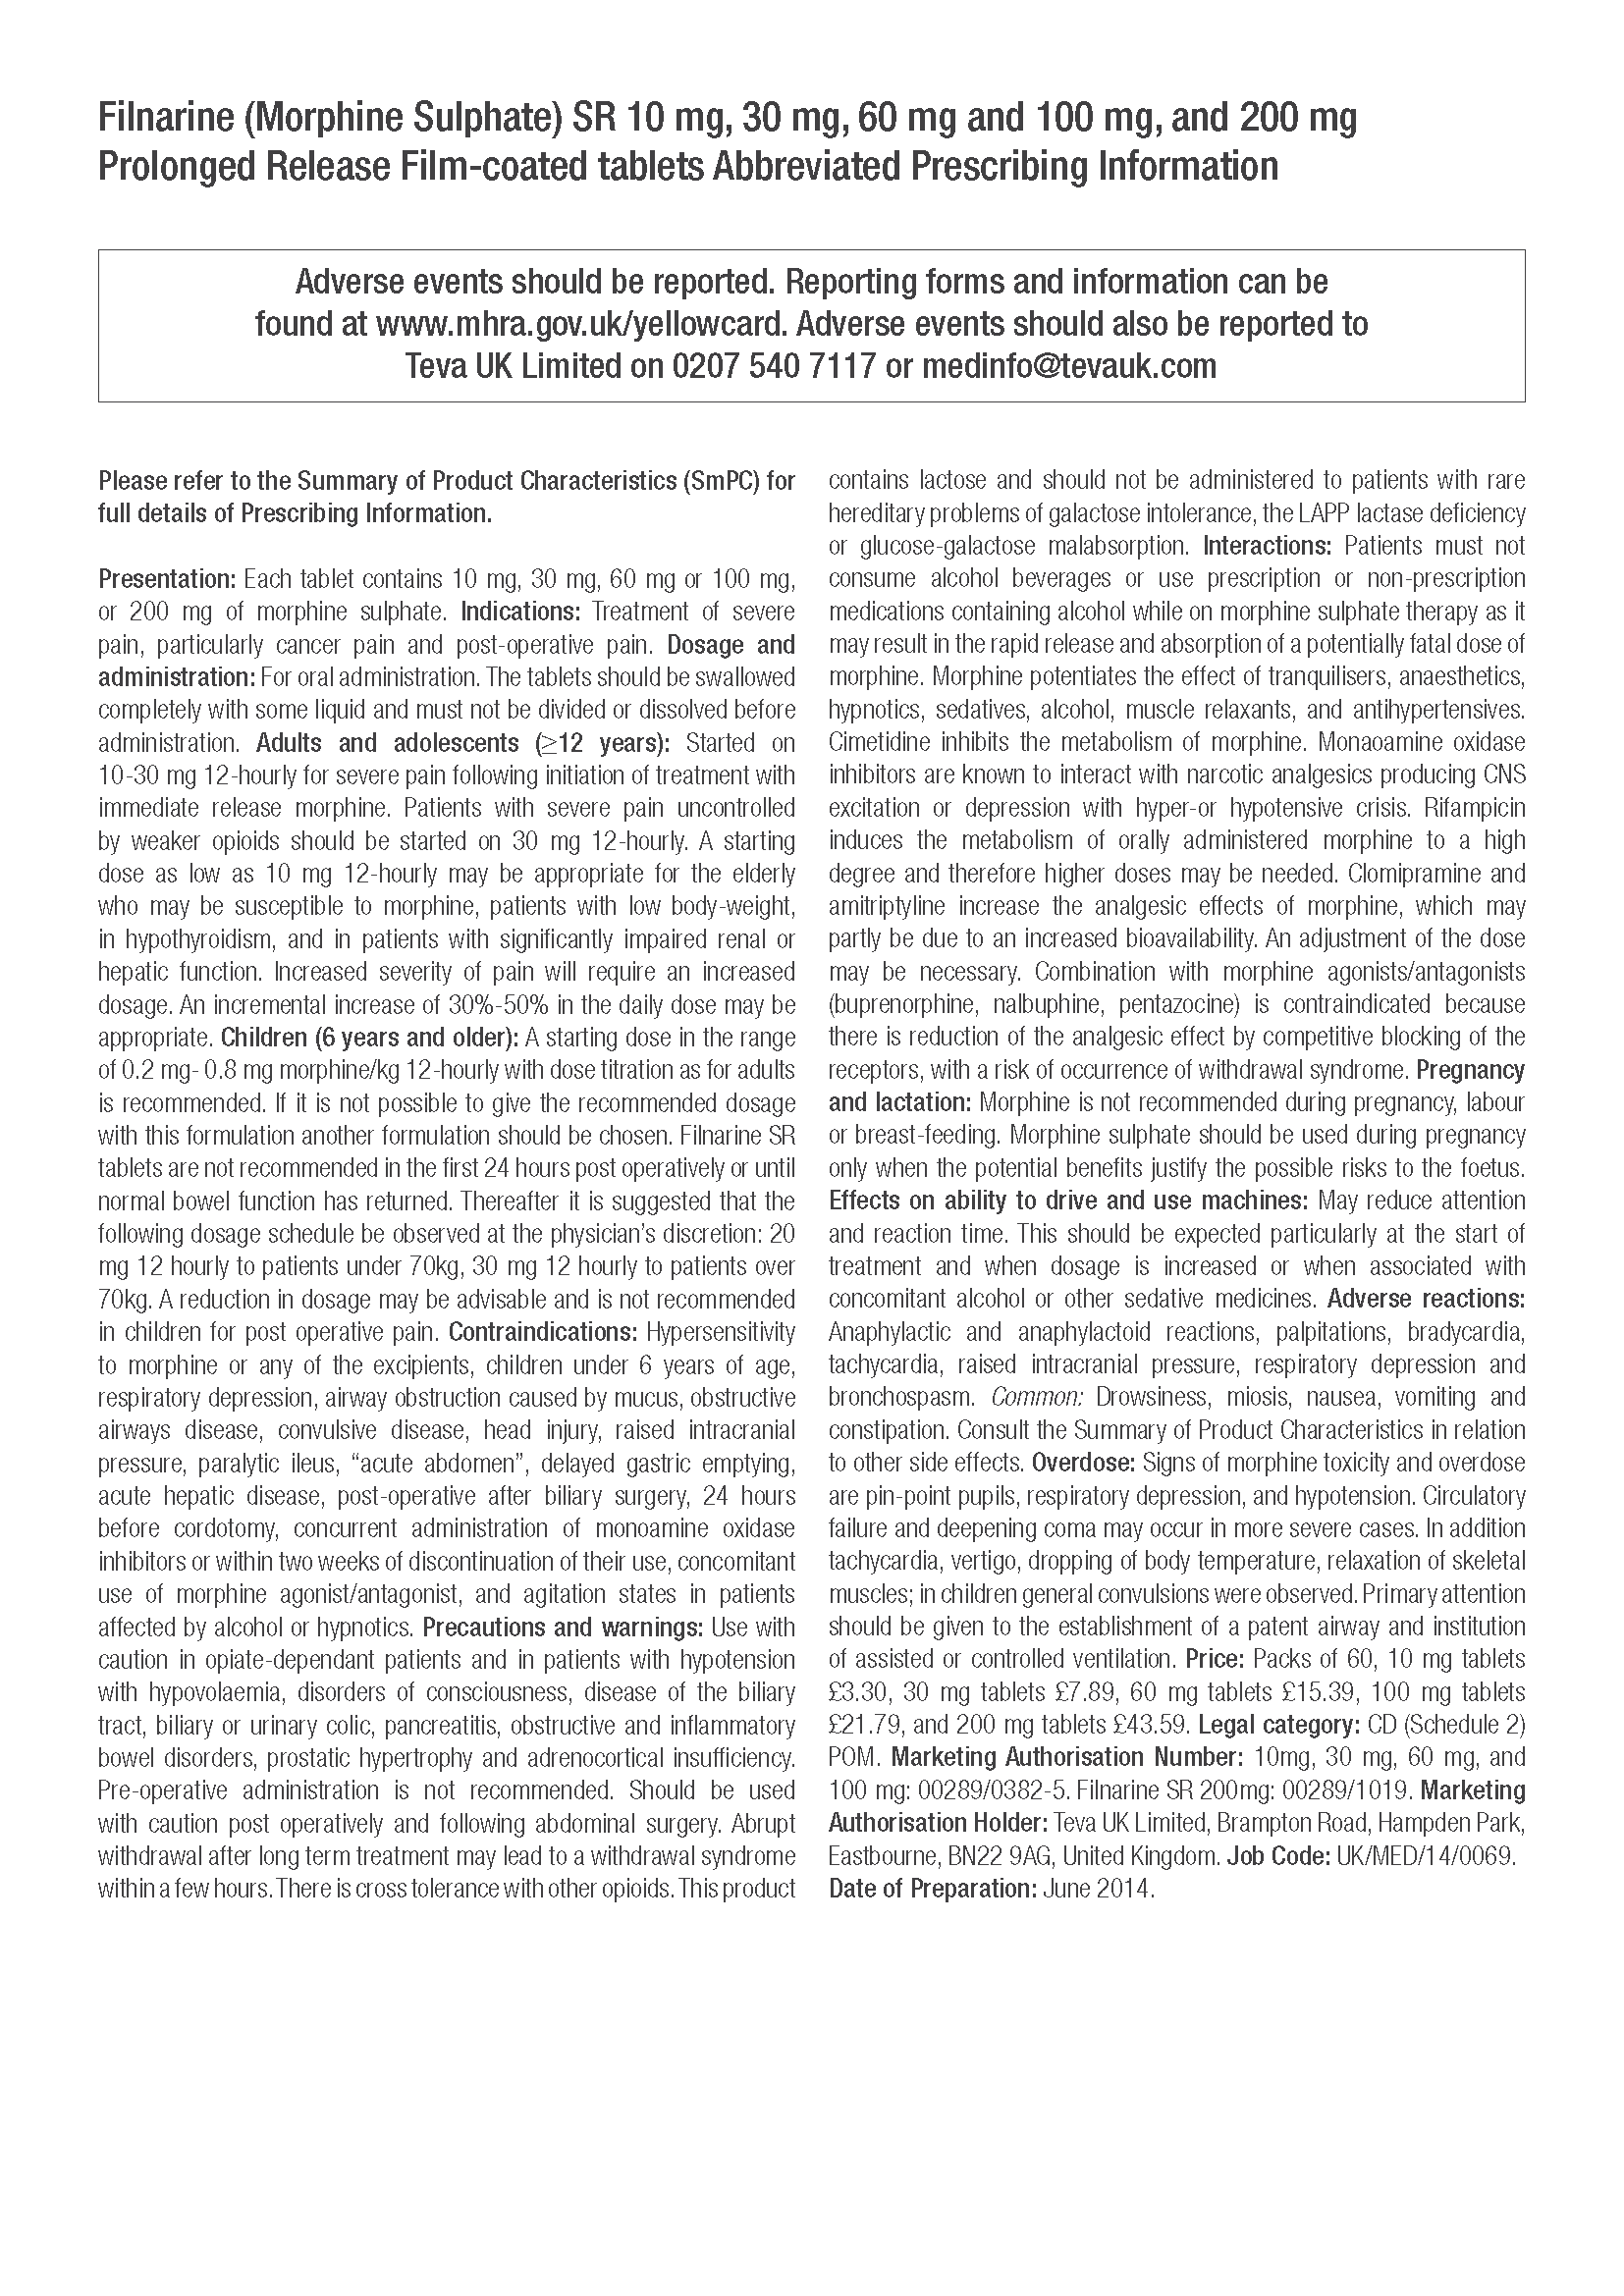 Filnarine (Morphine Sulphate) SR 10 mg, 30 mg, 60 mg and 100 mg, and 200 mg
Prolonged Release Film-coated tablets Abbreviated Prescribing Information
Adverse events should be reported. Reporting forms and information can be
found at www.mhra.gov.uk/yellowcard. Adverse events should also be reported to
Teva UK Limited on 0207 540 7117 or medinfo@tevauk.com
Please refer to the Summary of Product Characteristics (SmPC) for
full details of Prescribing Information.
Presentation: Each tablet contains 10 mg, 30 mg, 60 mg or 100 mg,
or 200 mg of morphine sulphate. Indications: Treatment of severe
pain, particularly cancer pain and post-operative pain. Dosage and
administration: For oral administration. The tablets should be swallowed
completely with some liquid and must not be divided or dissolved before
administration. Adults and adolescents (≥12 years): Started on
10-30 mg 12-hourly for severe pain following initiation of treatment with
immediate release morphine. Patients with severe pain uncontrolled
by weaker opioids should be started on 30 mg 12-hourly. A starting
dose as low as 10 mg 12-hourly may be appropriate for the elderly
who may be susceptible to morphine, patients with low body-weight,
in hypothyroidism, and in patients with significantly impaired renal or
hepatic function. Increased severity of pain will require an increased
dosage. An incremental increase of 30%-50% in the daily dose may be
appropriate. Children (6 years and older): A starting dose in the range
of 0.2 mg- 0.8 mg morphine/kg 12-hourly with dose titration as for adults
is recommended. If it is not possible to give the recommended dosage
with this formulation another formulation should be chosen. Filnarine SR
tablets are not recommended in the first 24 hours post operatively or until
normal bowel function has returned. Thereafter it is suggested that the
following dosage schedule be observed at the physician's discretion: 20
mg 12 hourly to patients under 70kg, 30 mg 12 hourly to patients over
70kg. A reduction in dosage may be advisable and is not recommended
in children for post operative pain. Contraindications: Hypersensitivity
to morphine or any of the excipients, children under 6 years of age,
respiratory depression, airway obstruction caused by mucus, obstructive
airways disease, convulsive disease, head injury, raised intracranial
pressure, paralytic ileus, “acute abdomen”, delayed gastric emptying,
acute hepatic disease, post-operative after biliary surgery, 24 hours
before cordotomy, concurrent administration of monoamine oxidase
inhibitors or within two weeks of discontinuation of their use, concomitant
use of morphine agonist/antagonist, and agitation states in patients
affected by alcohol or hypnotics. Precautions and warnings: Use with
caution in opiate-dependant patients and in patients with hypotension
with hypovolaemia, disorders of consciousness, disease of the biliary
tract, biliary or urinary colic, pancreatitis, obstructive and inflammatory
bowel disorders, prostatic hypertrophy and adrenocortical insufficiency.
Pre-operative administration is not recommended. Should be used
with caution post operatively and following abdominal surgery. Abrupt
withdrawal after long term treatment may lead to a withdrawal syndrome
within a few hours. There is cross tolerance with other opioids. This product
contains lactose and should not be administered to patients with rare
hereditary problems of galactose intolerance, the LAPP lactase deficiency
or glucose-galactose malabsorption. Interactions: Patients must not
consume alcohol beverages or use prescription or non-prescription
medications containing alcohol while on morphine sulphate therapy as it
may result in the rapid release and absorption of a potentially fatal dose of
morphine. Morphine potentiates the effect of tranquilisers, anaesthetics,
hypnotics, sedatives, alcohol, muscle relaxants, and antihypertensives.
Cimetidine inhibits the metabolism of morphine. Monaoamine oxidase
inhibitors are known to interact with narcotic analgesics producing CNS
excitation or depression with hyper-or hypotensive crisis. Rifampicin
induces the metabolism of orally administered morphine to a high
degree and therefore higher doses may be needed. Clomipramine and
amitriptyline increase the analgesic effects of morphine, which may
partly be due to an increased bioavailability. An adjustment of the dose
may be necessary. Combination with morphine agonists/antagonists
(buprenorphine, nalbuphine, pentazocine) is contraindicated because
there is reduction of the analgesic effect by competitive blocking of the
receptors, with a risk of occurrence of withdrawal syndrome. Pregnancy
and lactation: Morphine is not recommended during pregnancy, labour
or breast-feeding. Morphine sulphate should be used during pregnancy
only when the potential benefits justify the possible risks to the foetus.
Effects on ability to drive and use machines: May reduce attention
and reaction time. This should be expected particularly at the start of
treatment and when dosage is increased or when associated with
concomitant alcohol or other sedative medicines. Adverse reactions:
Anaphylactic and anaphylactoid reactions, palpitations, bradycardia,
tachycardia, raised intracranial pressure, respiratory depression and
bronchospasm. Common: Drowsiness, miosis, nausea, vomiting and
constipation. Consult the Summary of Product Characteristics in relation
to other side effects. Overdose: Signs of morphine toxicity and overdose
are pin-point pupils, respiratory depression, and hypotension. Circulatory
failure and deepening coma may occur in more severe cases. In addition
tachycardia, vertigo, dropping of body temperature, relaxation of skeletal
muscles; in children general convulsions were observed. Primary attention
should be given to the establishment of a patent airway and institution
of assisted or controlled ventilation. Price: Packs of 60, 10 mg tablets
£3.30, 30 mg tablets £7.89, 60 mg tablets £15.39, 100 mg tablets
£21.79, and 200 mg tablets £43.59. Legal category: CD (Schedule 2)
POM. Marketing Authorisation Number: 10mg, 30 mg, 60 mg, and
100 mg: 00289/0382-5. Filnarine SR 200mg: 00289/1019. Marketing
Authorisation Holder: Teva UK Limited, Brampton Road, Hampden Park,
Eastbourne, BN22 9AG, United Kingdom. Job Code: UK/MED/14/0069.
Date of Preparation: June 2014.